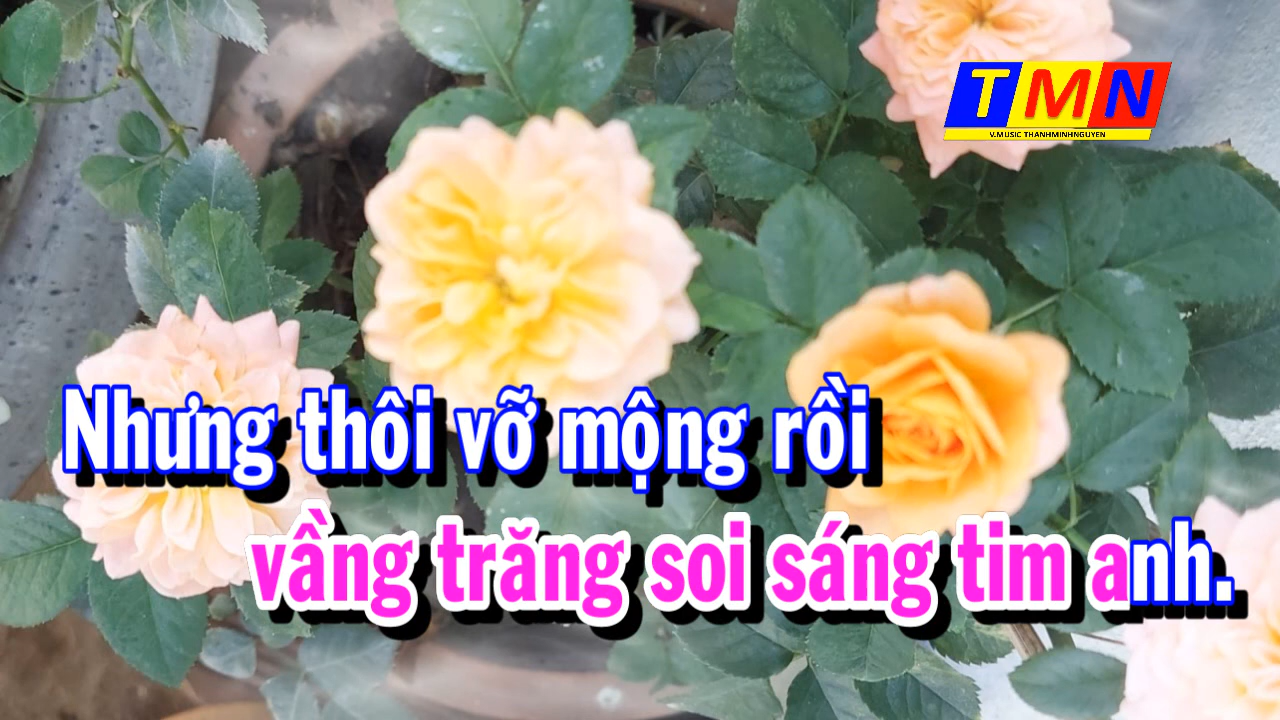 TMN
V.MUSIC THANHMINHNGUYEN
Nhưng thôi vỡ mộng rồi
vầng trăng soi sáng tim anh.